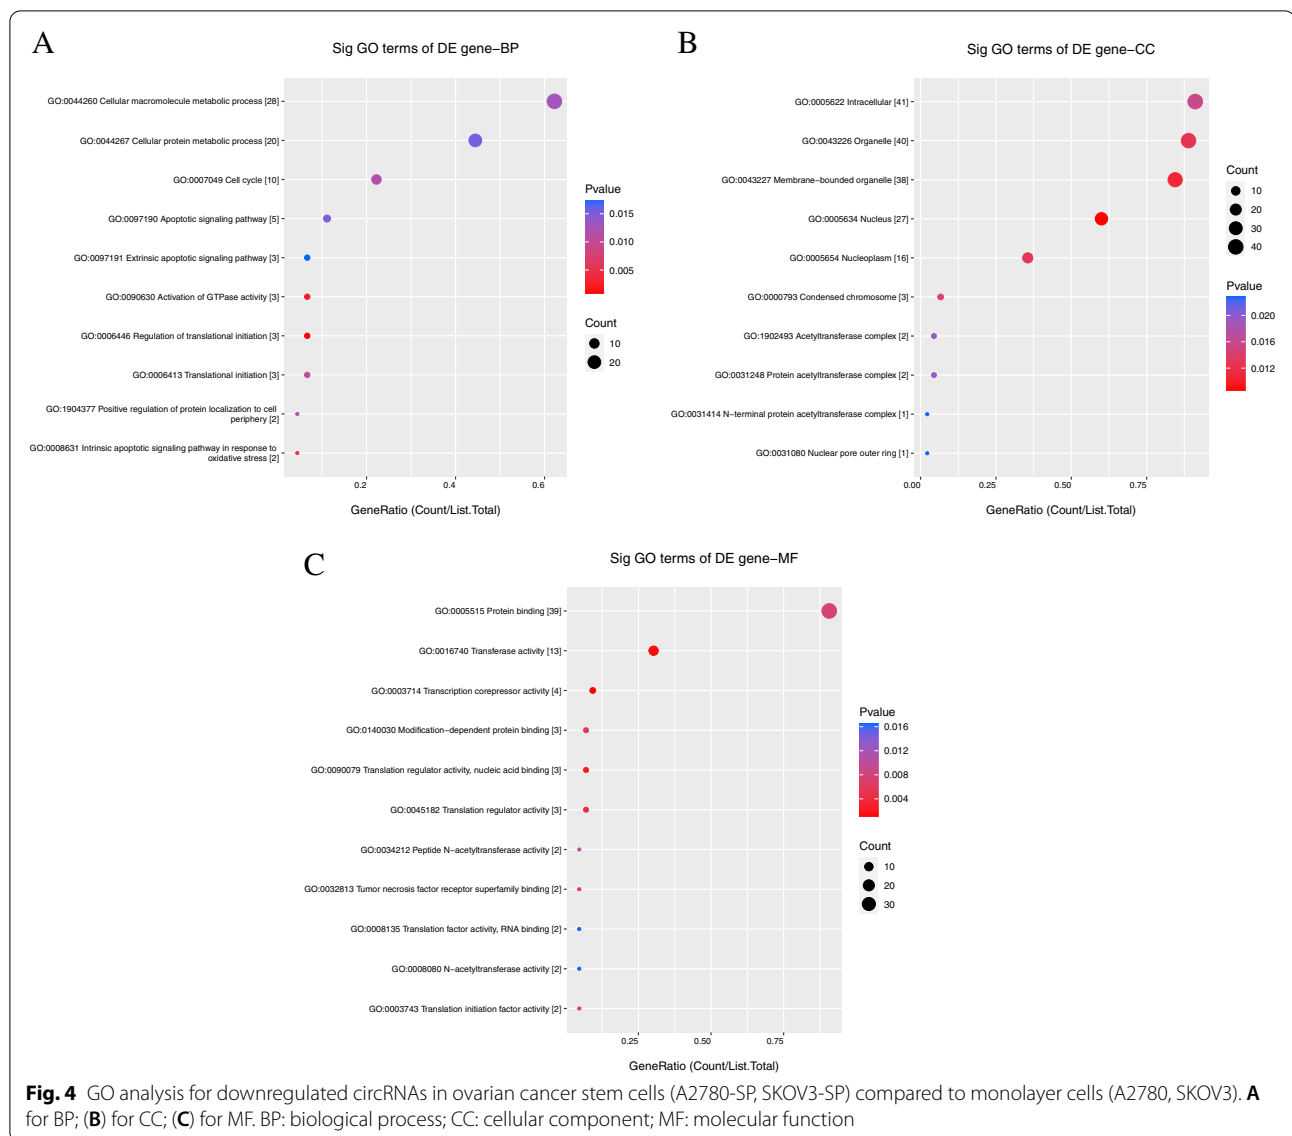 A
Sig GO terms of DE gene−BP
GO:0044260 Cellular macromolecule metabolic process [28]
GO:0044267 Cellular protein metabolic process [20]
GO:0007049 Cell cycle [10]
GO:0097190 Apoptotic signaling pathway [5]
GO:0097191 Extrinsic apoptotic signaling pathway [3]
GO:0090630 Activation of GTPase activity [3]
GO:0006446 Regulation of translational initiation [3]
GO:0006413 Translational initiation [3]
GO:1904377 Positive regulation of protein localization to cell
periphery [2]
GO:0008631 Intrinsic apoptotic signaling pathway in response to
oxidative stress [2]
0.2 0.4 0.6
GeneRatio (Count/List.Total)
Pvalue
0.015
0.010
0.005
Count
10
20
B
Sig GO terms of DE gene−CC
GO:0005622 Intracellular [41]
GO:0043226 Organelle [40]
GO:0043227 Membrane−bounded organelle [38]
GO:0005634 Nucleus [27]
GO:0005654 Nucleoplasm [16]
GO:0000793 Condensed chromosome [3]
GO:1902493 Acetyltransferase complex [2]
GO:0031248 Protein acetyltransferase complex [2]
GO:0031414 N−terminal protein acetyltransferase complex [1]
GO:0031080 Nuclear pore outer ring [1]
0.00 0.25 0.50 0.75
GeneRatio (Count/List.Total)
Count
10
20
30
40
Pvalue
0.020
0.016
0.012
C
Sig GO terms of DE gene−MF
GO:0005515 Protein binding [39]
GO:0016740 Transferase activity [13]
GO:0003714 Transcription corepressor activity [4]
GO:0140030 Modification−dependent protein binding [3]
GO:0090079 Translation regulator activity, nucleic acid binding [3]
GO:0045182 Translation regulator activity [3]
GO:0034212 Peptide N−acetyltransferase activity [2]
GO:0032813 Tumor necrosis factor receptor superfamily binding [2]
GO:0008135 Translation factor activity, RNA binding [2]
GO:0008080 N−acetyltransferase activity [2]
GO:0003743 Translation initiation factor activity [2]
0.25 0.50 0.75
GeneRatio (Count/List.Total)
Pvalue
0.016
0.012
0.008
0.004
Count
10
20
30
Fig. 4 GO analysis for downregulated circRNAs in ovarian cancer stem cells (A2780-SP, SKOV3-SP) compared to monolayer cells (A2780, SKOV3). A
for BP; (B) for CC; (C) for MF. BP: biological process; CC: cellular component; MF: molecular function